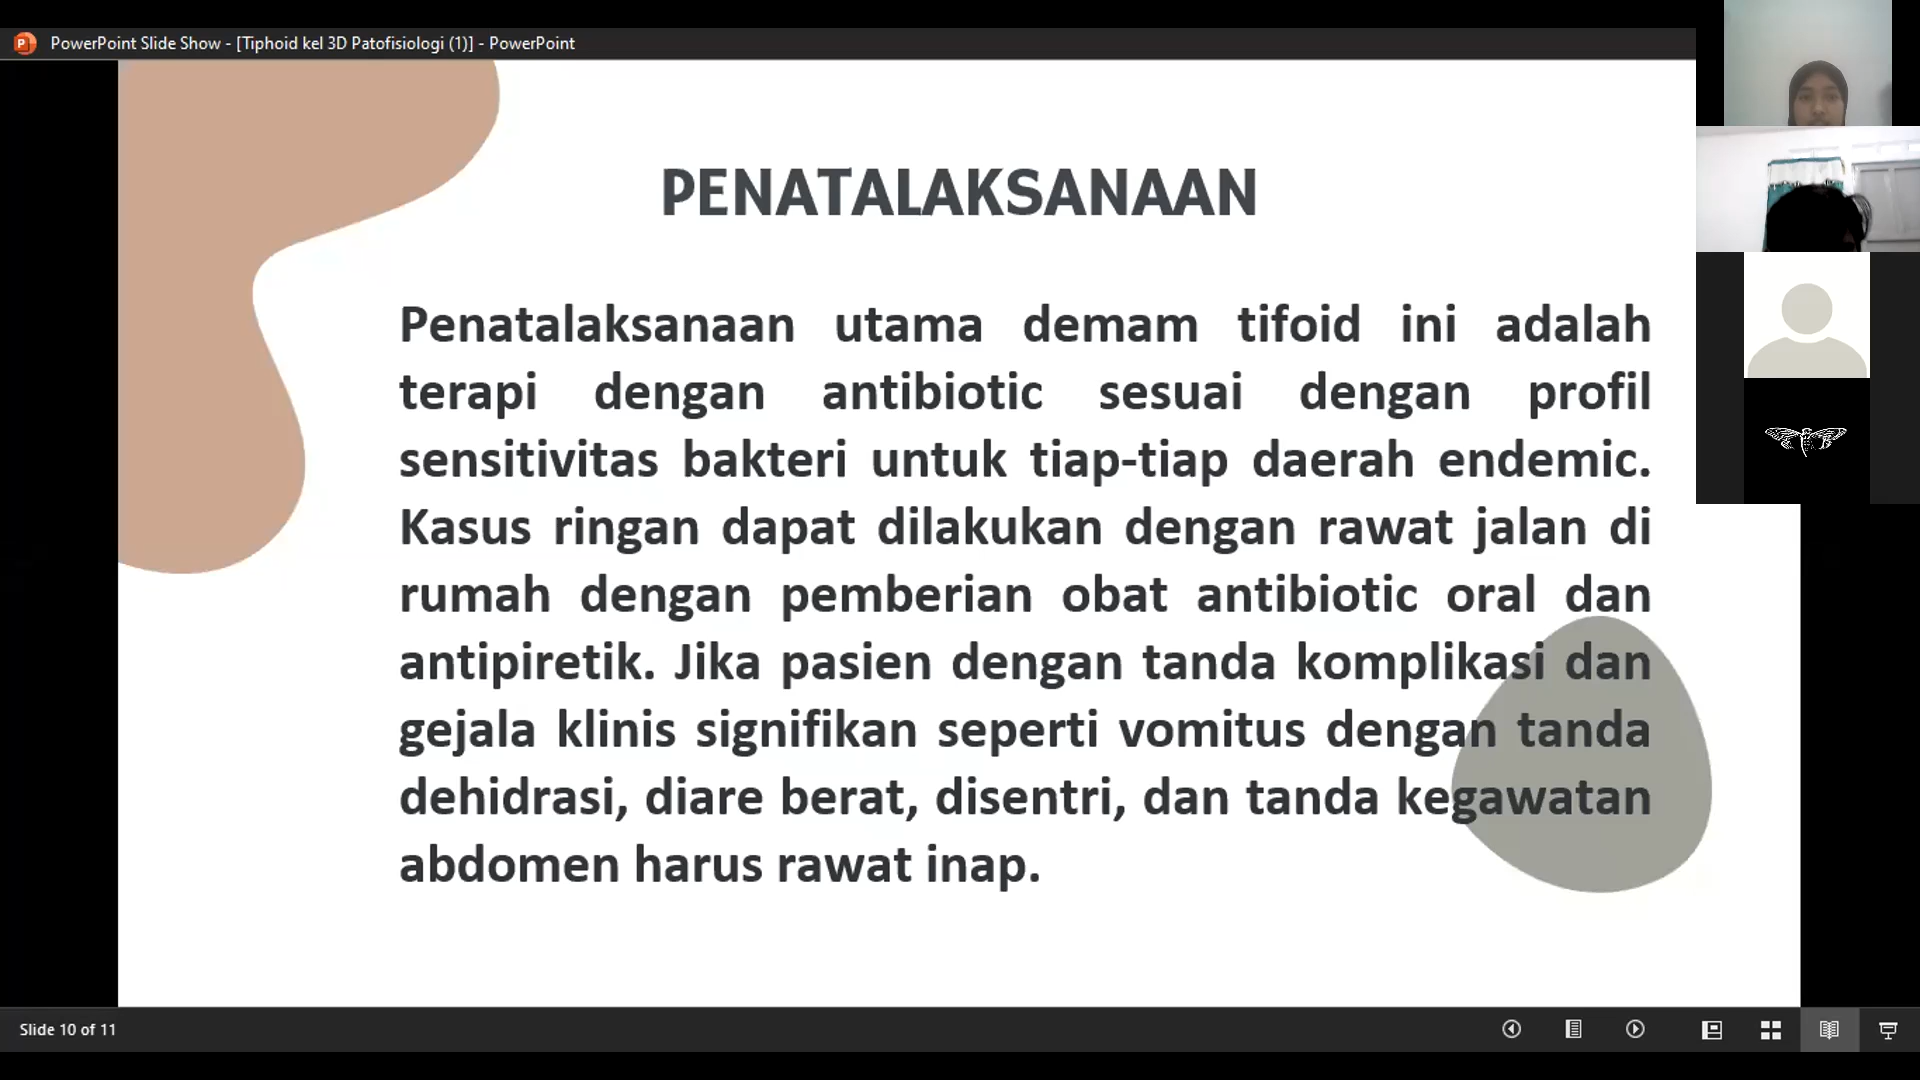 PowerPoint Slide Show - [Tiphoid kel 3D Patofisiologi (1)] - PowerPoint
PENATALAKSANAAN
Penatalaksanaan utama demam tifoid ini adalah
terapi dengan antibiotic sesuai dengan profil
sensitivitas bakteri untuk tiap-tiap daerah endemic.
Kasus ringan dapat dilakukan dengan rawat jalan di
rumah dengan pemberian obat antibiotic oral dan
antipiretik. Jika pasien dengan tanda komplikasi dan
gejala klinis signifikan seperti vomitus dengan tanda
dehidrasi, diare berat, disentri, dan tanda kegawatan
abdomen harus rawat inap.
Slide 10 of 11